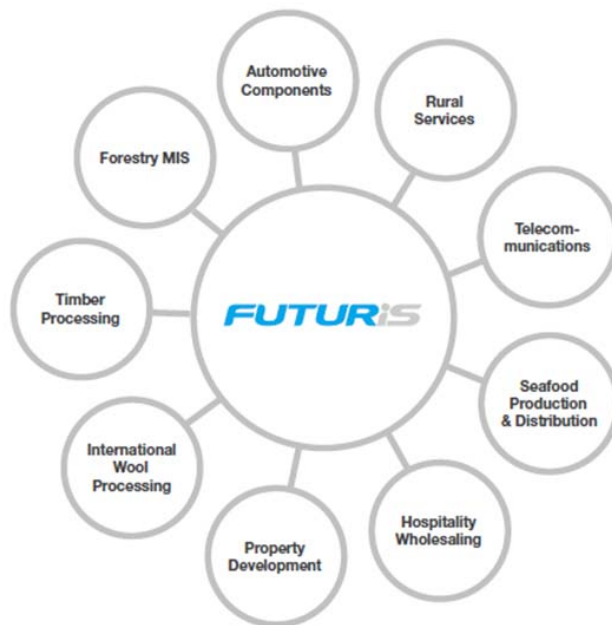 Automotive
Components
Rural
Services
Forestry MIS
Telecom-
munications
Timber
Processing
FUTURiS
Seafood
Production
& Distribution
International
Wool
Processing
Hospitality
Wholesaling
Property
Development